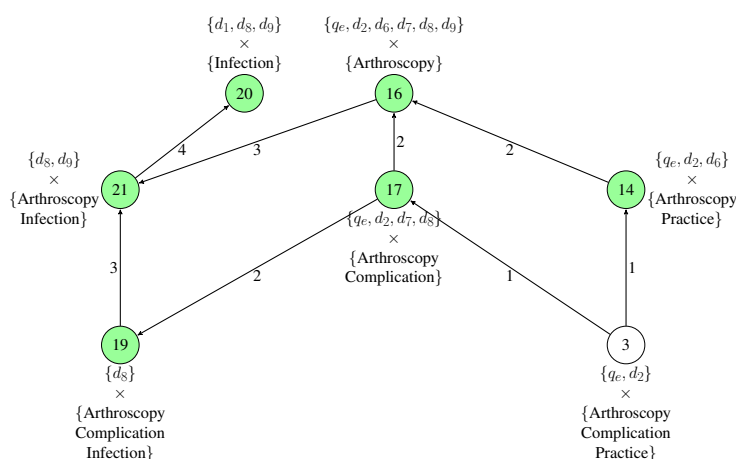 {d₁, d₈, d₉}
×
{Infection}
20
{qₑ, d₂, d₆, d₇, d₈, d₉}
×
{Arthroscopy}
16
4
3
2
2
{d₈, d₉}
×
{Arthroscopy
Infection}
21
17
{qₑ, d₂, d₇, d₈}
×
{Arthroscopy
Complication}
14
{qₑ, d₂, d₆}
×
{Arthroscopy
Practice}
3
2
1
1
19
{d₈}
×
{Arthroscopy
Complication
Infection}
3
{qₑ, d₂}
×
{Arthroscopy
Complication
Practice}